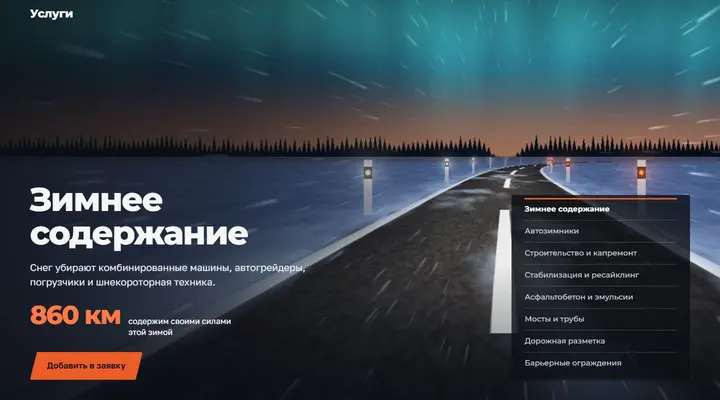 Услуги
Зимнее
содержание
Снег убирают комбинированные машины, автогрейдеры,
погрузчики и шнекороторная техника.
860 км содержим своими силами
этой зимой
Добавить в заявку
Зимнее содержание
Автозимники
Строительство и капремонт
Стабилизация и ресайклинг
Асфальтобетон и эмульсии
Мосты и трубы
Дорожная разметка
Барьерные ограждения